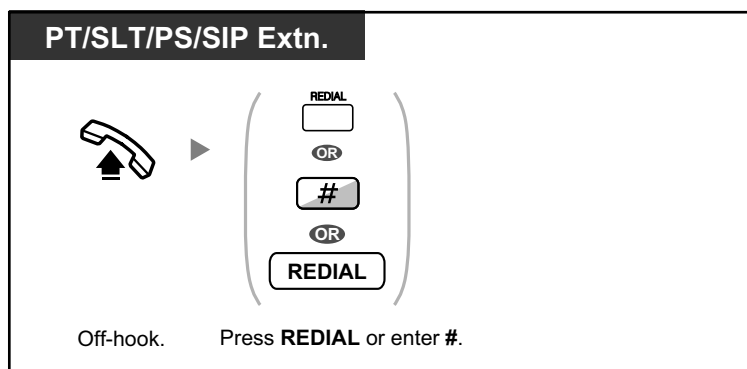 PT/SLT/PS/SIP Extn.
REDIAL
OR
#
OR
REDIAL
Off-hook. Press REDIAL or enter #.